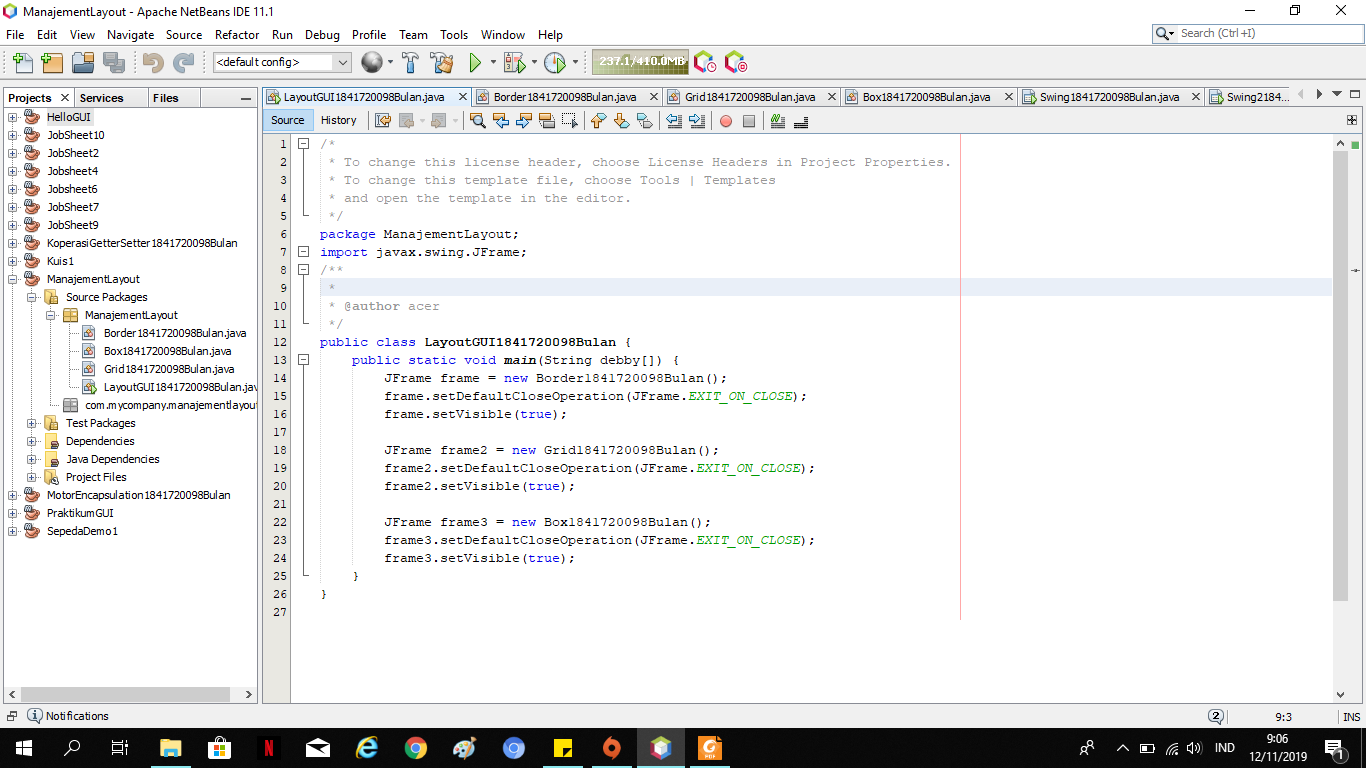 ManajementLayout - Apache NetBeans IDE 11.1
File Edit View Navigate Source Refactor Run Debug Profile Team Tools Window Help
Search (Ctrl+I)
<default config>
237.1/410.0MB
Projects Services Files
LayoutGUI1841720098Bulan.java Border1841720098Bulan.java Grid1841720098Bulan.java Box1841720098Bulan.java Swing1841720098Bulan.java Swing2184...
Source History
HelloGUI
JobSheet10
JobSheet2
Jobsheet4
Jobsheet6
JobSheet7
JobSheet9
KoperasiGetterSetter1841720098Bulan
Kuis1
ManajementLayout
Source Packages
ManajementLayout
Border1841720098Bulan.java
Box1841720098Bulan.java
Grid1841720098Bulan.java
LayoutGUI1841720098Bulan.jav
com.mycompany.manajementlayout
Test Packages
Dependencies
Java Dependencies
Project Files
MotorEncapsulation1841720098Bulan
PraktikumGUI
SepedaDemo1
1 /*
2 * To change this license header, choose License Headers in Project Properties.
3 * To change this template file, choose Tools | Templates
4 * and open the template in the editor.
5 */
6 package ManajementLayout;
7 import javax.swing.JFrame;
8 /**
9 *
10 * @author acer
11 */
12 public class LayoutGUI1841720098Bulan {
13 public static void main(String debby[]) {
14 JFrame frame = new Border1841720098Bulan();
15 frame.setDefaultCloseOperation(JFrame.EXIT_ON_CLOSE);
16 frame.setVisible(true);
17
18 JFrame frame2 = new Grid1841720098Bulan();
19 frame2.setDefaultCloseOperation(JFrame.EXIT_ON_CLOSE);
20 frame2.setVisible(true);
21
22 JFrame frame3 = new Box1841720098Bulan();
23 frame3.setDefaultCloseOperation(JFrame.EXIT_ON_CLOSE);
24 frame3.setVisible(true);
25 }
26 }
27
Notifications
2
9:3
INS
IND
9:06
12/11/2019
1